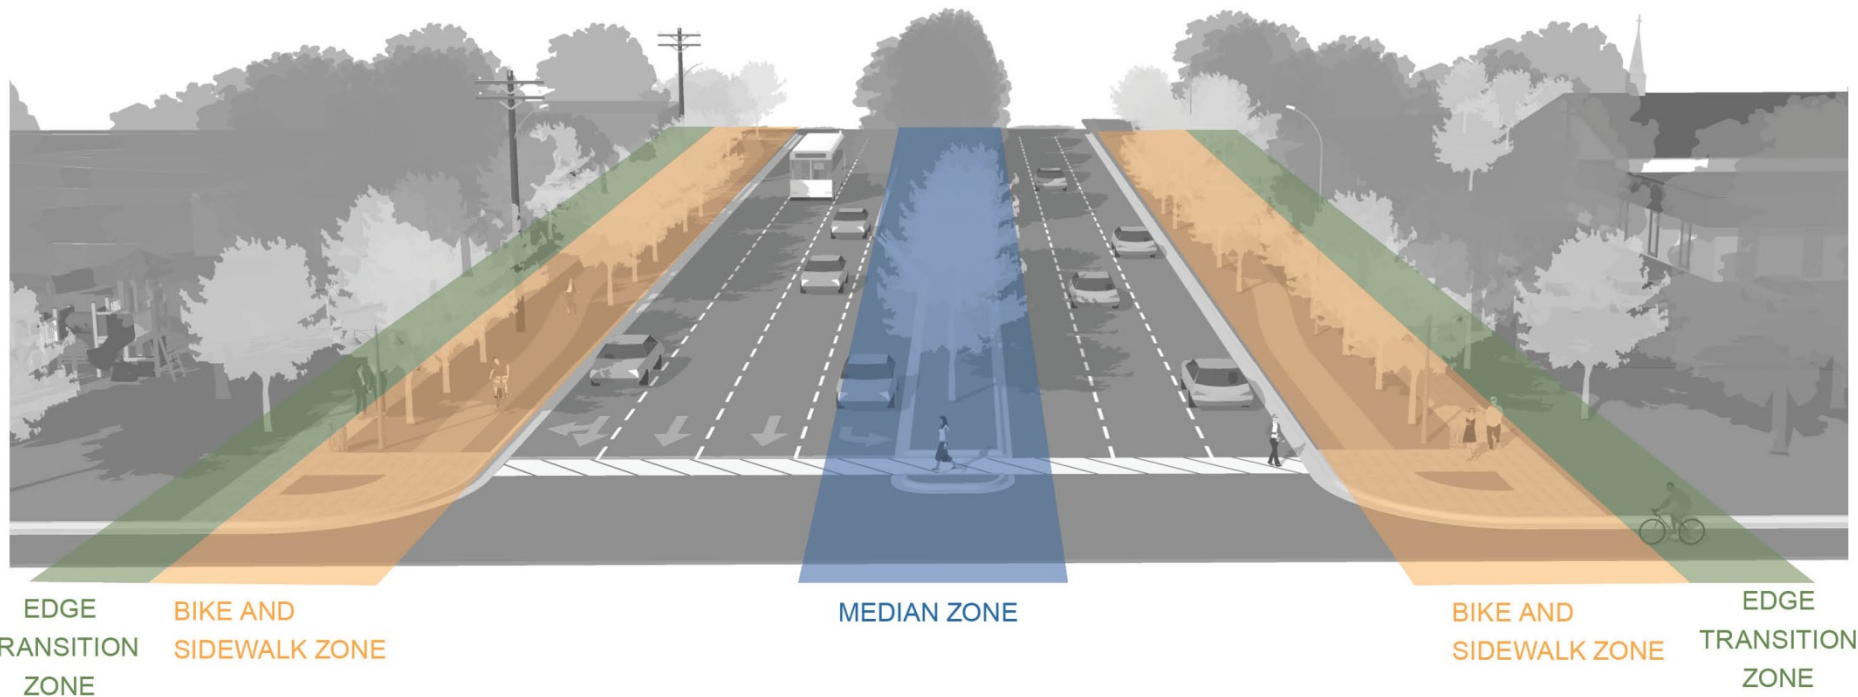 EDGE
RANSITION
ZONE
BIKE AND
SIDEWALK ZONE
MEDIAN ZONE
BIKE AND
SIDEWALK ZONE
EDGE
TRANSITION
ZONE